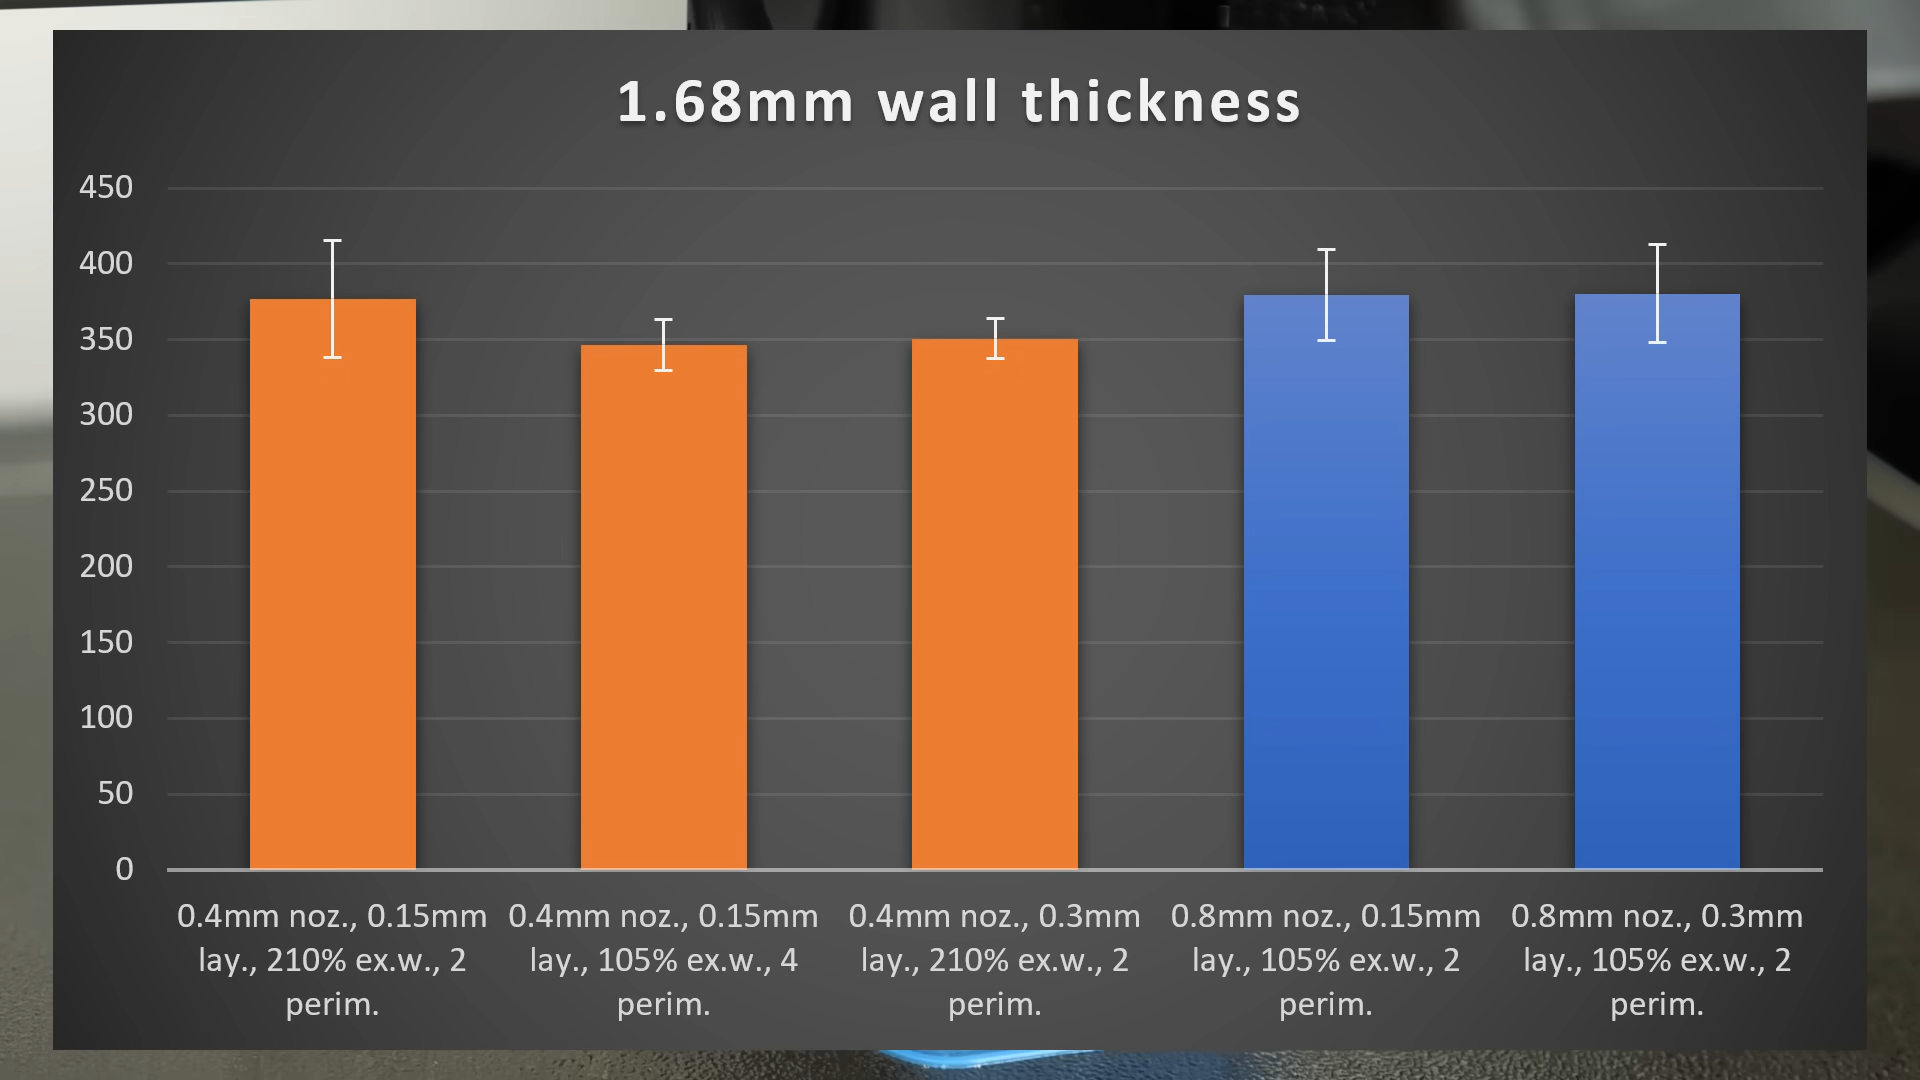 1.68mm wall thickness
450
400
350
300
250
200
150
100
50
0
0.4mm noz., 0.15mm
lay., 210% ex.w., 2
perim.
0.4mm noz., 0.15mm
lay., 105% ex.w., 4
perim.
0.4mm noz., 0.3mm
lay., 210% ex.w., 2
perim.
0.8mm noz., 0.15mm
lay., 105% ex.w., 2
perim.
0.8mm noz., 0.3mm
lay., 105% ex.w., 2
perim.